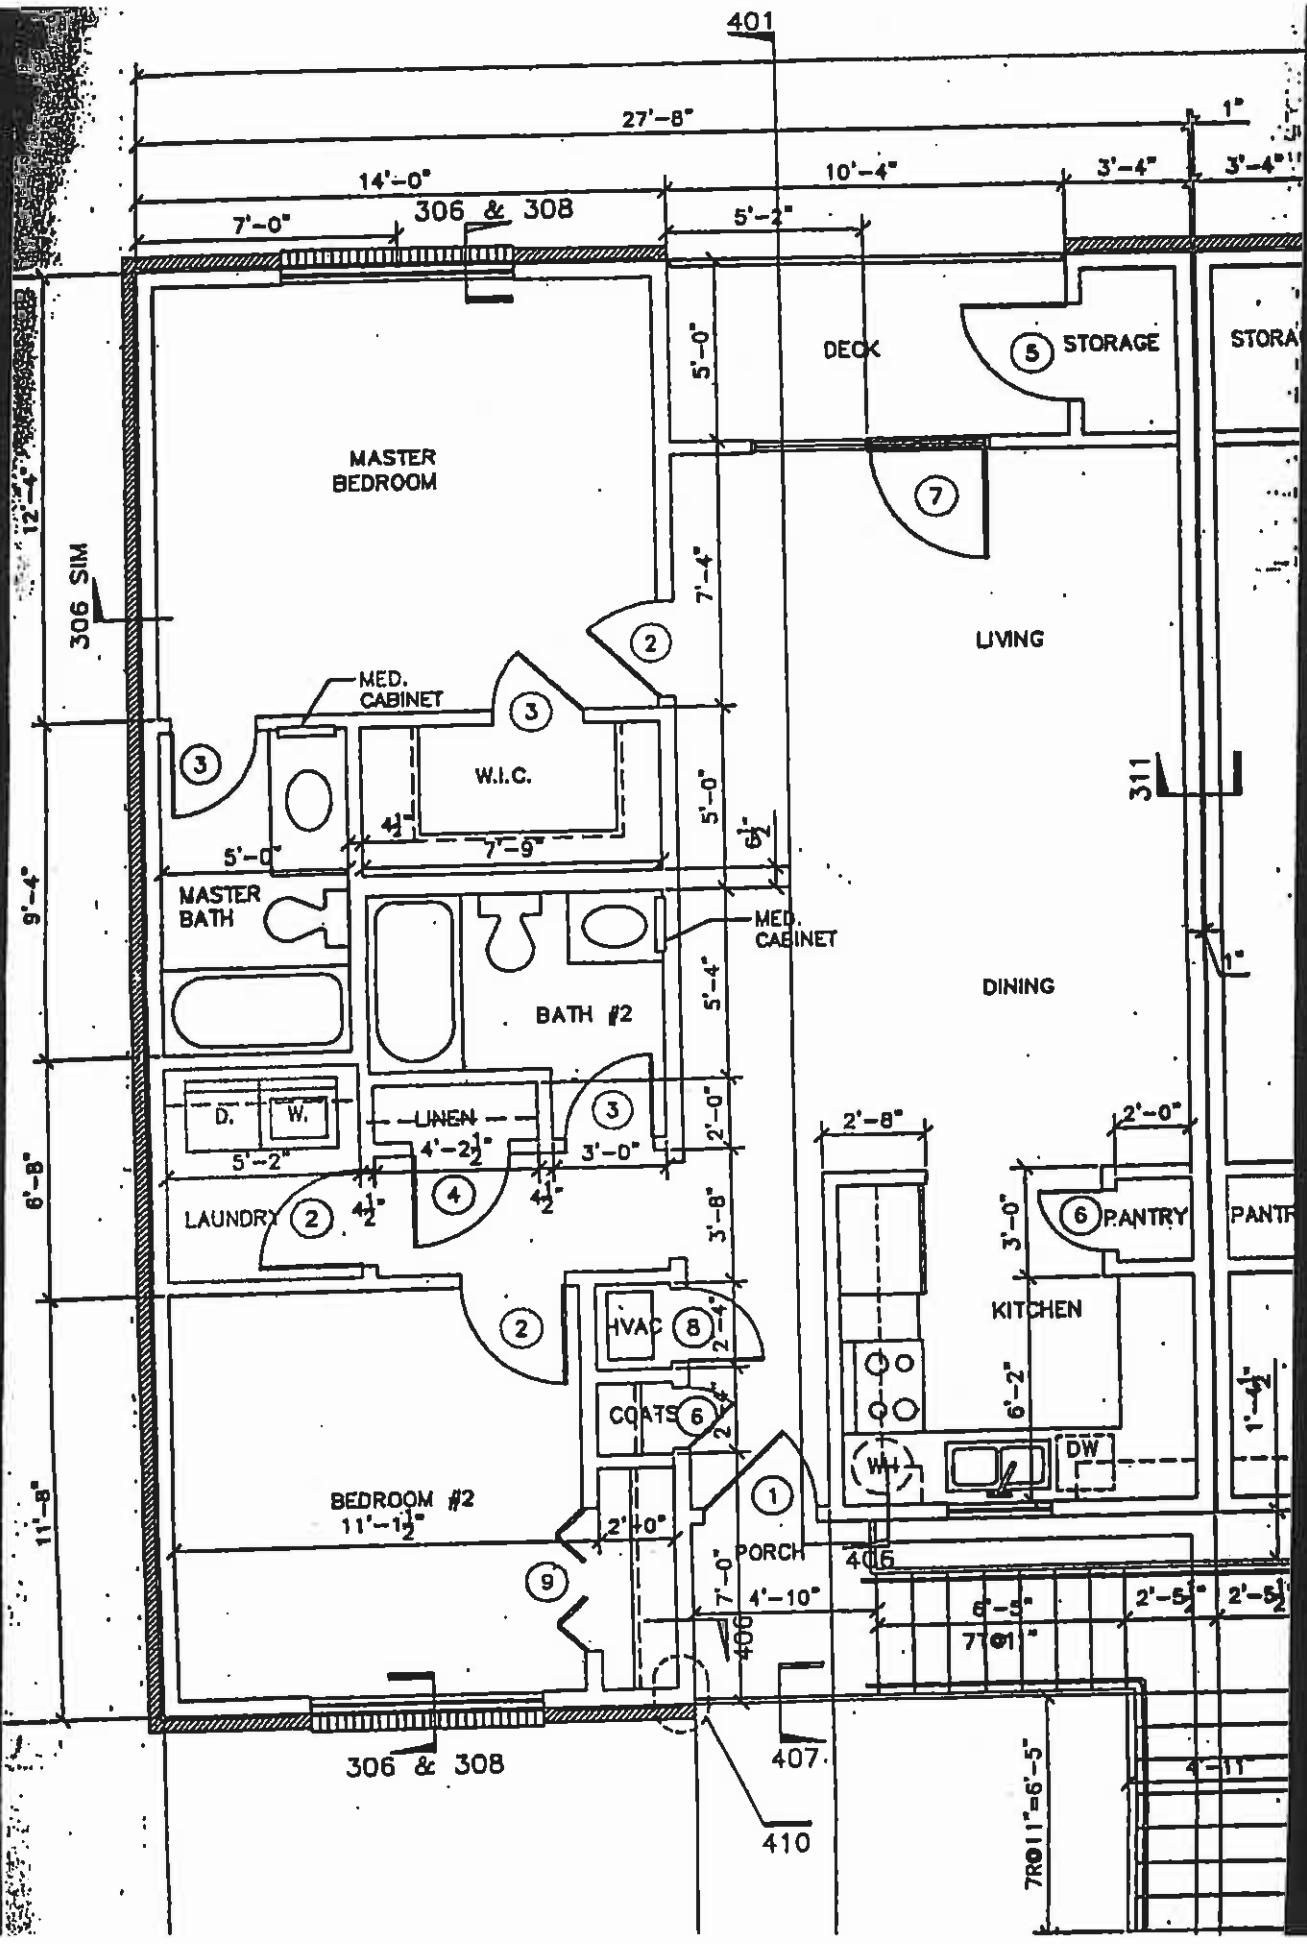 401
27'-8"
1"
14'-0"
10'-4"
3'-4"
3'-4"
7'-0"
306 & 308
5'-2"
5'-0"
DECK
5
STORAGE
12'-4"
MASTER
BEDROOM
7
306 SIM
7'-4"
2
LIVING
MED.
CABINET
3
3
W.I.C.
311
4½"
5'-0"
6½"
5'-0"
7'-9"
9'-4"
MASTER
BATH
MED.
CABINET
1"
5'-4"
DINING
BATH #2
D.
W.
LINEN
3
2'-0"
2'-8"
2'-0"
5'-2"
4'-2½"
3'-0"
6'-8"
4½"
4
4½"
LAUNDRY
2
3'-8"
3'-0"
6
PANTRY
2
HVAC
8
2'-4"
KITCHEN
6'-2"
1'-4½"
COATS
6
DW
WH
BEDROOM #2
11'-1½"
2'-0"
1
11'-8"
PORCH
406
9
7'-0"
4'-10"
6'-5"
2'-5½"
2'-5½"
7T@11"
406
306 & 308
407
4'-11"
410
7R@11"=6'-5"